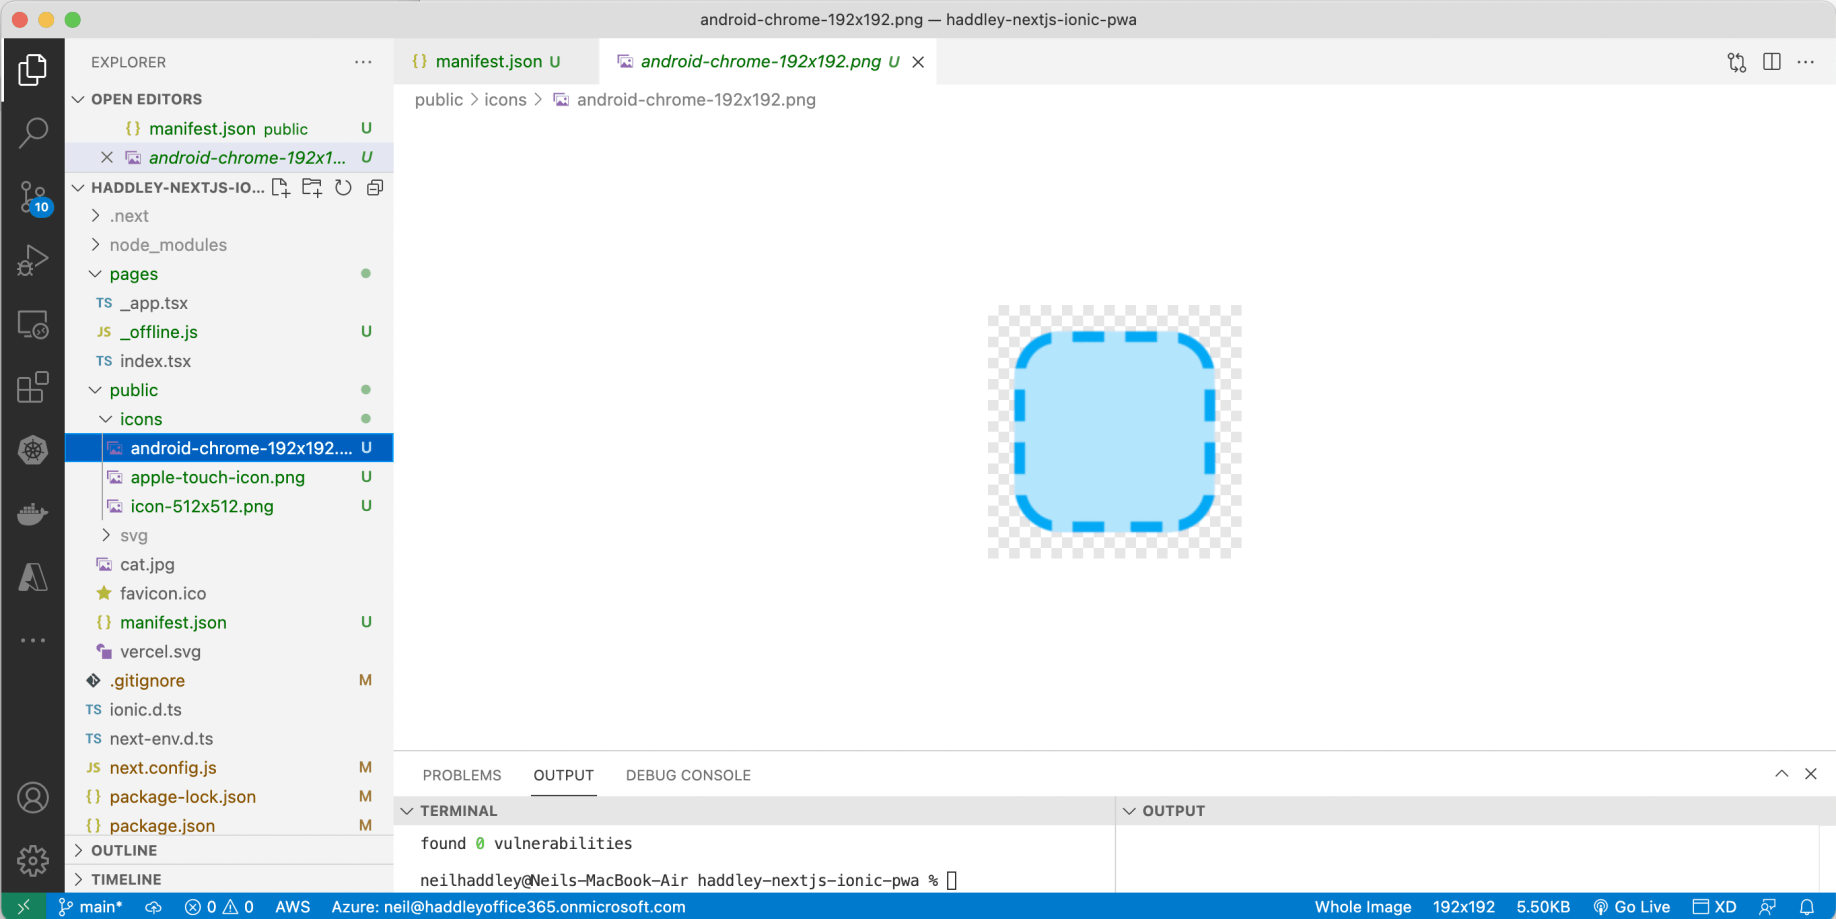 android-chrome-192x192.png — haddley-nextjs-ionic-pwa
EXPLORER
OPEN EDITORS
{} manifest.json public U
android-chrome-192x1... U
HADDLEY-NEXTJS-IO...
.next
node_modules
pages
TS _app.tsx
JS _offline.js U
TS index.tsx
public
icons
android-chrome-192x192.... U
apple-touch-icon.png U
icon-512x512.png U
svg
cat.jpg
favicon.ico
{} manifest.json U
vercel.svg
.gitignore M
TS ionic.d.ts
TS next-env.d.ts
JS next.config.js M
{} package-lock.json M
{} package.json M
OUTLINE
TIMELINE
10
{} manifest.json U
android-chrome-192x192.png U
public > icons > android-chrome-192x192.png
PROBLEMS OUTPUT DEBUG CONSOLE
TERMINAL
found 0 vulnerabilities
neilhaddley@Neils-MacBook-Air haddley-nextjs-ionic-pwa %
OUTPUT
main* 0 0 AWS Azure: neil@haddleyoffice365.onmicrosoft.com Whole Image 192x192 5.50KB Go Live XD